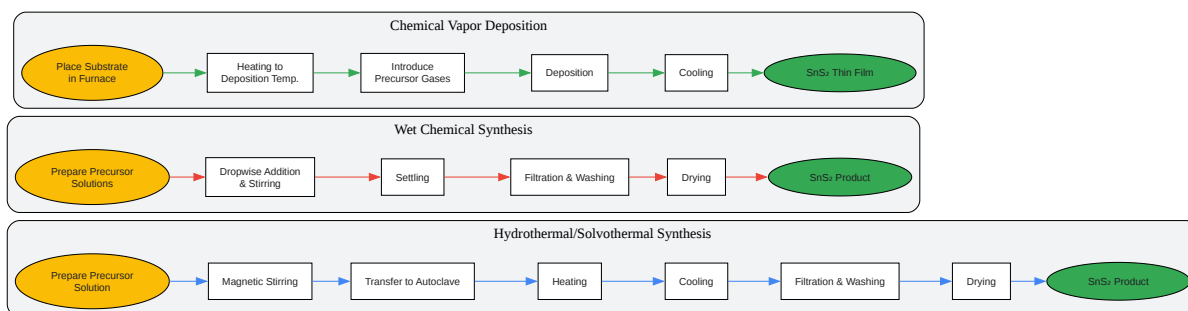 Chemical Vapor Deposition
Place Substrate
in Furnace
Heating to
Deposition Temp.
Introduce
Precursor Gases
Deposition
Cooling
SnS₂ Thin Film
Wet Chemical Synthesis
Prepare Precursor
Solutions
Dropwise Addition
& Stirring
Settling
Filtration & Washing
Drying
SnS₂ Product
Hydrothermal/Solvothermal Synthesis
Prepare Precursor
Solution
Magnetic Stirring
Transfer to Autoclave
Heating
Cooling
Filtration & Washing
Drying
SnS₂ Product